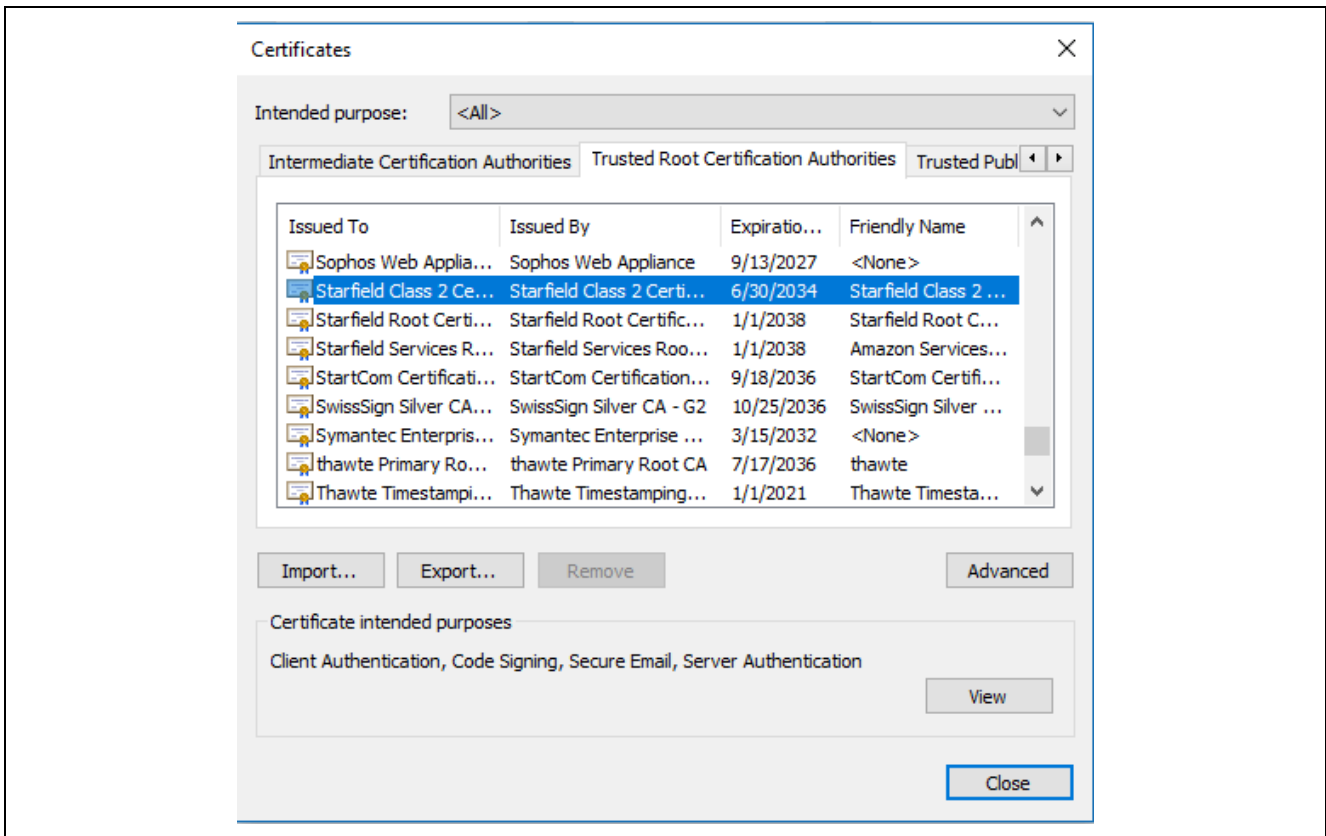 Certificates
Intended purpose: <All>
Intermediate Certification Authorities Trusted Root Certification Authorities Trusted Publ
Issued To Issued By Expiratio... Friendly Name
Sophos Web Applia... Sophos Web Appliance 9/13/2027 <None>
Starfield Class 2 Ce... Starfield Class 2 Certi... 6/30/2034 Starfield Class 2 ...
Starfield Root Certi... Starfield Root Certific... 1/1/2038 Starfield Root C...
Starfield Services R... Starfield Services Roo... 1/1/2038 Amazon Services...
StartCom Certificati... StartCom Certification... 9/18/2036 StartCom Certifi...
SwissSign Silver CA... SwissSign Silver CA - G2 10/25/2036 SwissSign Silver ...
Symantec Enterpris... Symantec Enterprise ... 3/15/2032 <None>
thawte Primary Ro... thawte Primary Root CA 7/17/2036 thawte
Thawte Timestampi... Thawte Timestamping... 1/1/2021 Thawte Timesta...
Import... Export... Remove Advanced
Certificate intended purposes
Client Authentication, Code Signing, Secure Email, Server Authentication
View
Close